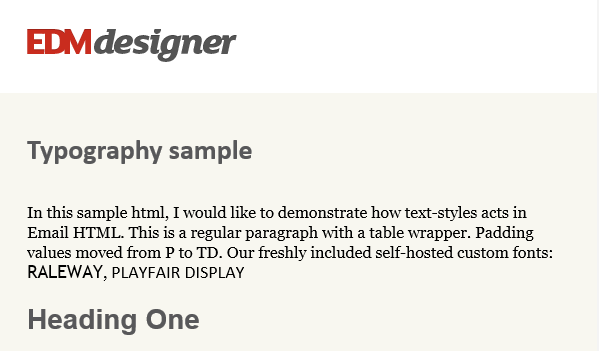 EDMdesigner
Typography sample
In this sample html, I would like to demonstrate how text-styles acts in
Email HTML. This is a regular paragraph with a table wrapper. Padding
values moved from P to TD. Our freshly included self-hosted custom fonts:
RALEWAY, PLAYFAIR DISPLAY
Heading One